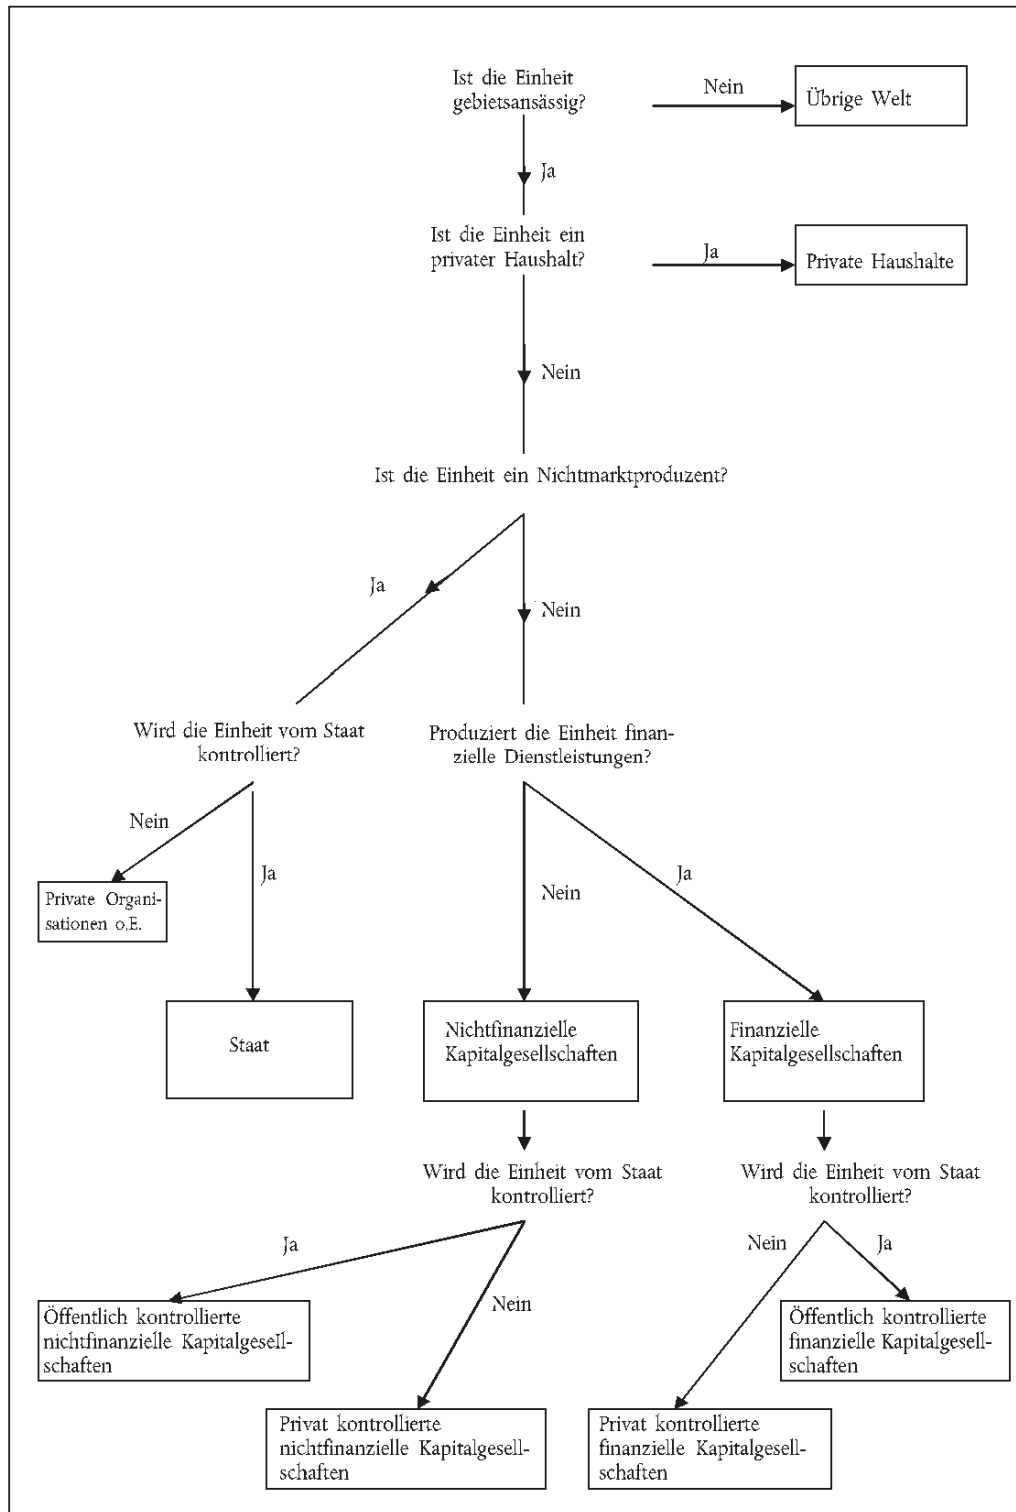 Ist die Einheit
gebietsansässig?
Nein
Übrige Welt
Ja
Ist die Einheit ein
privater Haushalt?
Ja
Private Haushalte
Nein
Ist die Einheit ein Nichtmarktproduzent?
Ja
Nein
Wird die Einheit vom Staat
kontrolliert?
Produziert die Einheit finan-
zielle Dienstleistungen?
Nein
Ja
Nein
Ja
Private Organi-
sationen o.E.
Staat
Nichtfinanzielle
Kapitalgesellschaften
Finanzielle
Kapitalgesellschaften
Wird die Einheit vom Staat
kontrolliert?
Wird die Einheit vom Staat
kontrolliert?
Ja
Nein
Nein
Ja
Öffentlich kontrollierte
nichtfinanzielle Kapitalgesell-
schaften
Öffentlich kontrollierte
finanzielle Kapitalgesell-
schaften
Privat kontrollierte
nichtfinanzielle Kapitalgesell-
schaften
Privat kontrollierte
finanzielle Kapitalgesell-
schaften